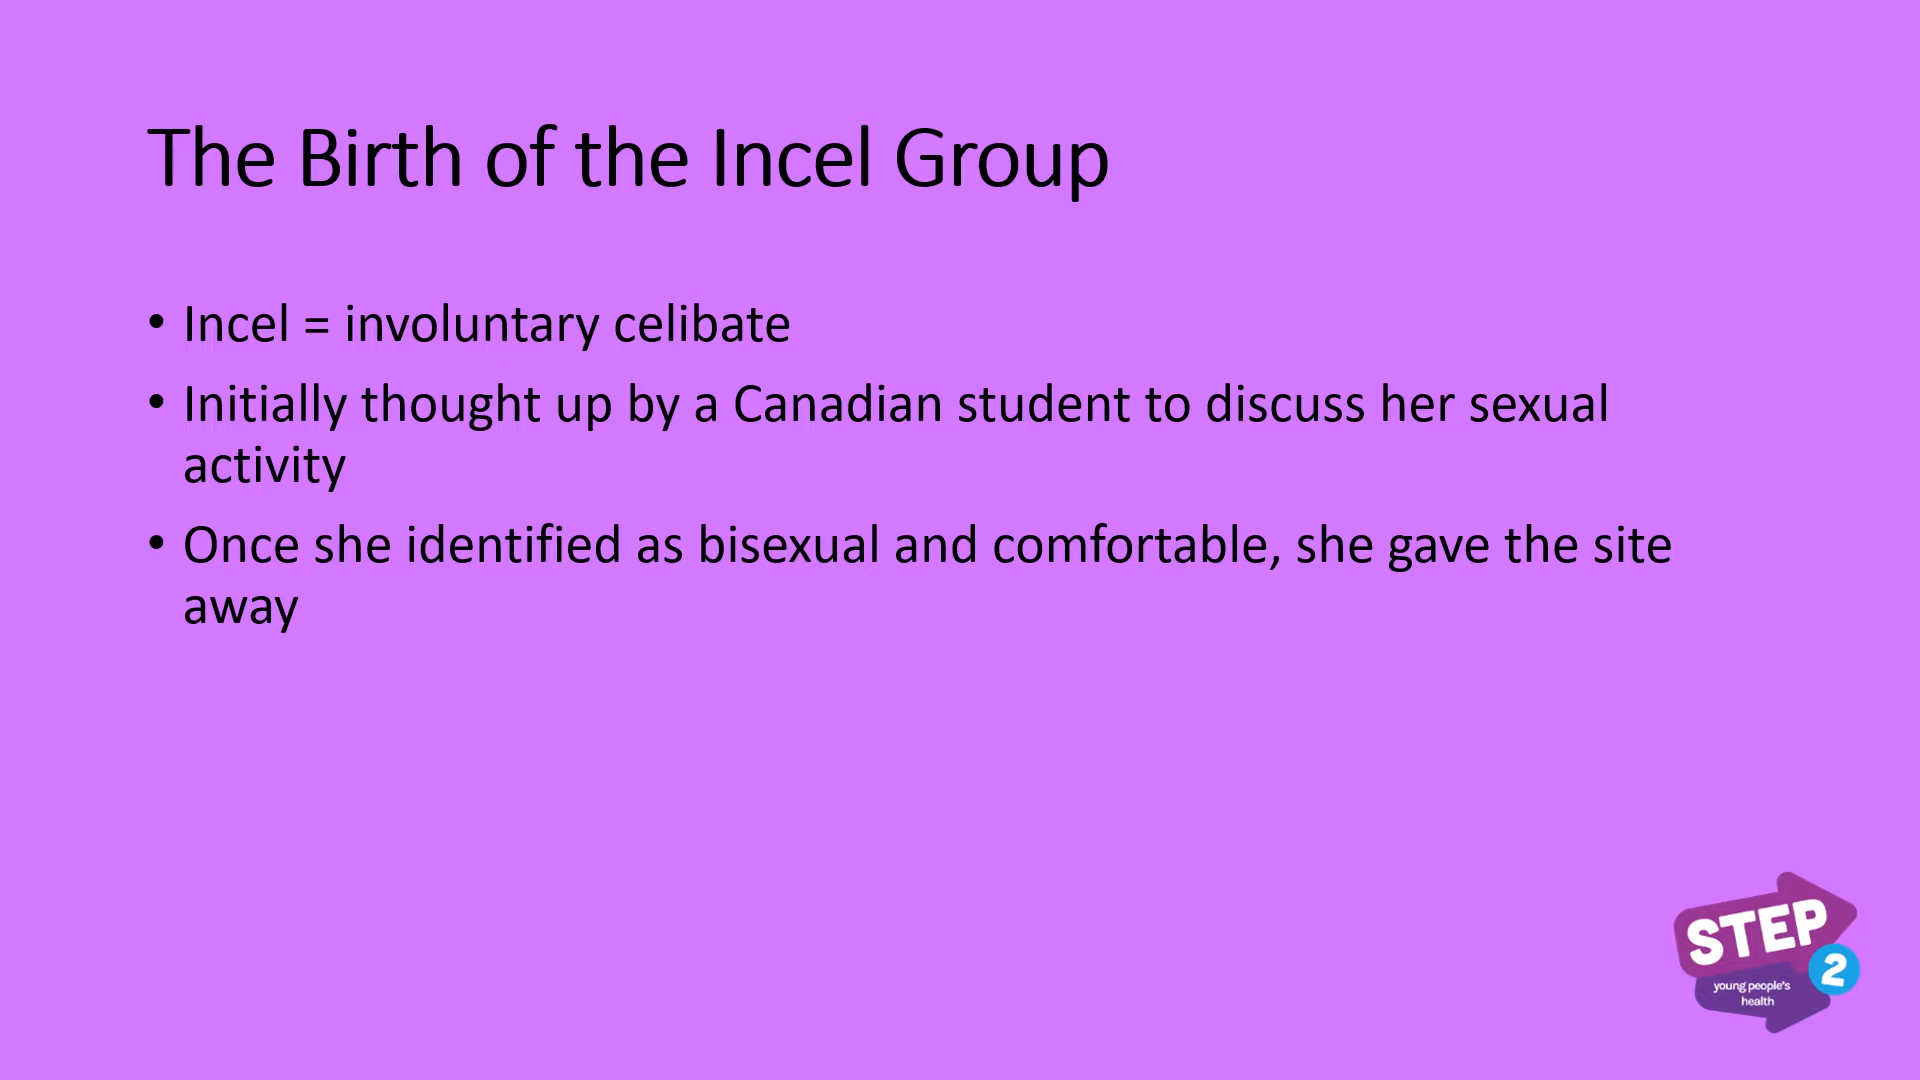 The Birth of the Incel Group
• Incel = involuntary celibate
• Initially thought up by a Canadian student to discuss her sexual
activity
• Once she identified as bisexual and comfortable, she gave the site
away
STEP
2
young people's
health